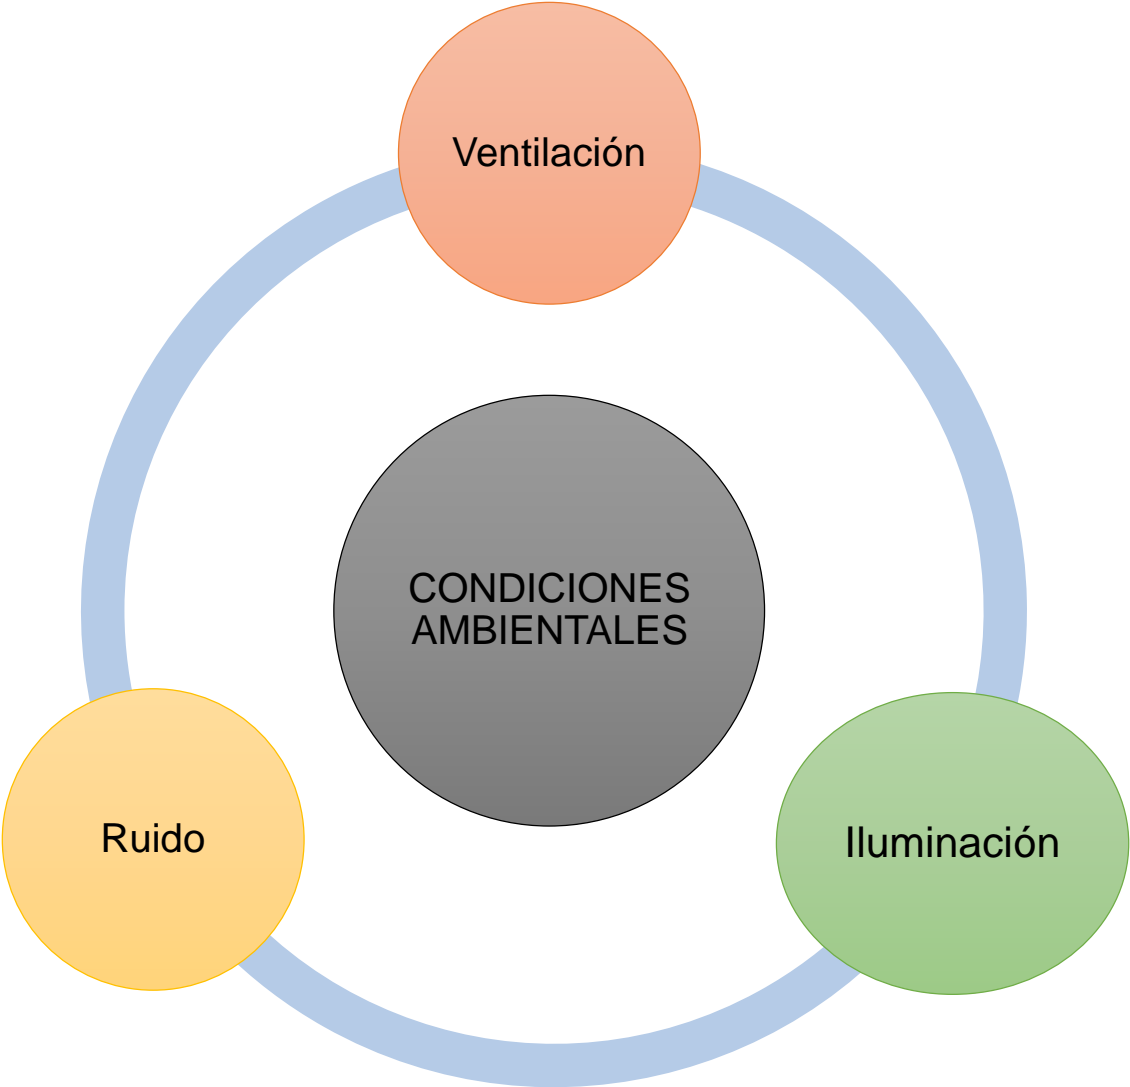 Ventilación
CONDICIONES
AMBIENTALES
Ruido
Iluminación